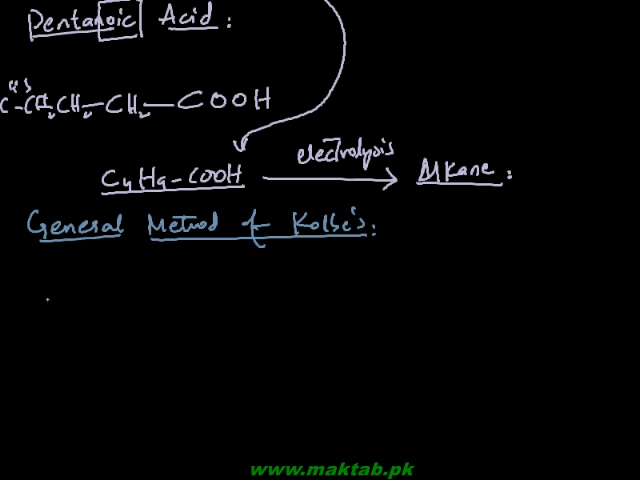 Pentanoic Acid :
C-CH₂CH₂-CH₂-COOH
C₄H₉-COOH electrolysis Alkane :
General Method of Kolbe's :
www.maktab.pk